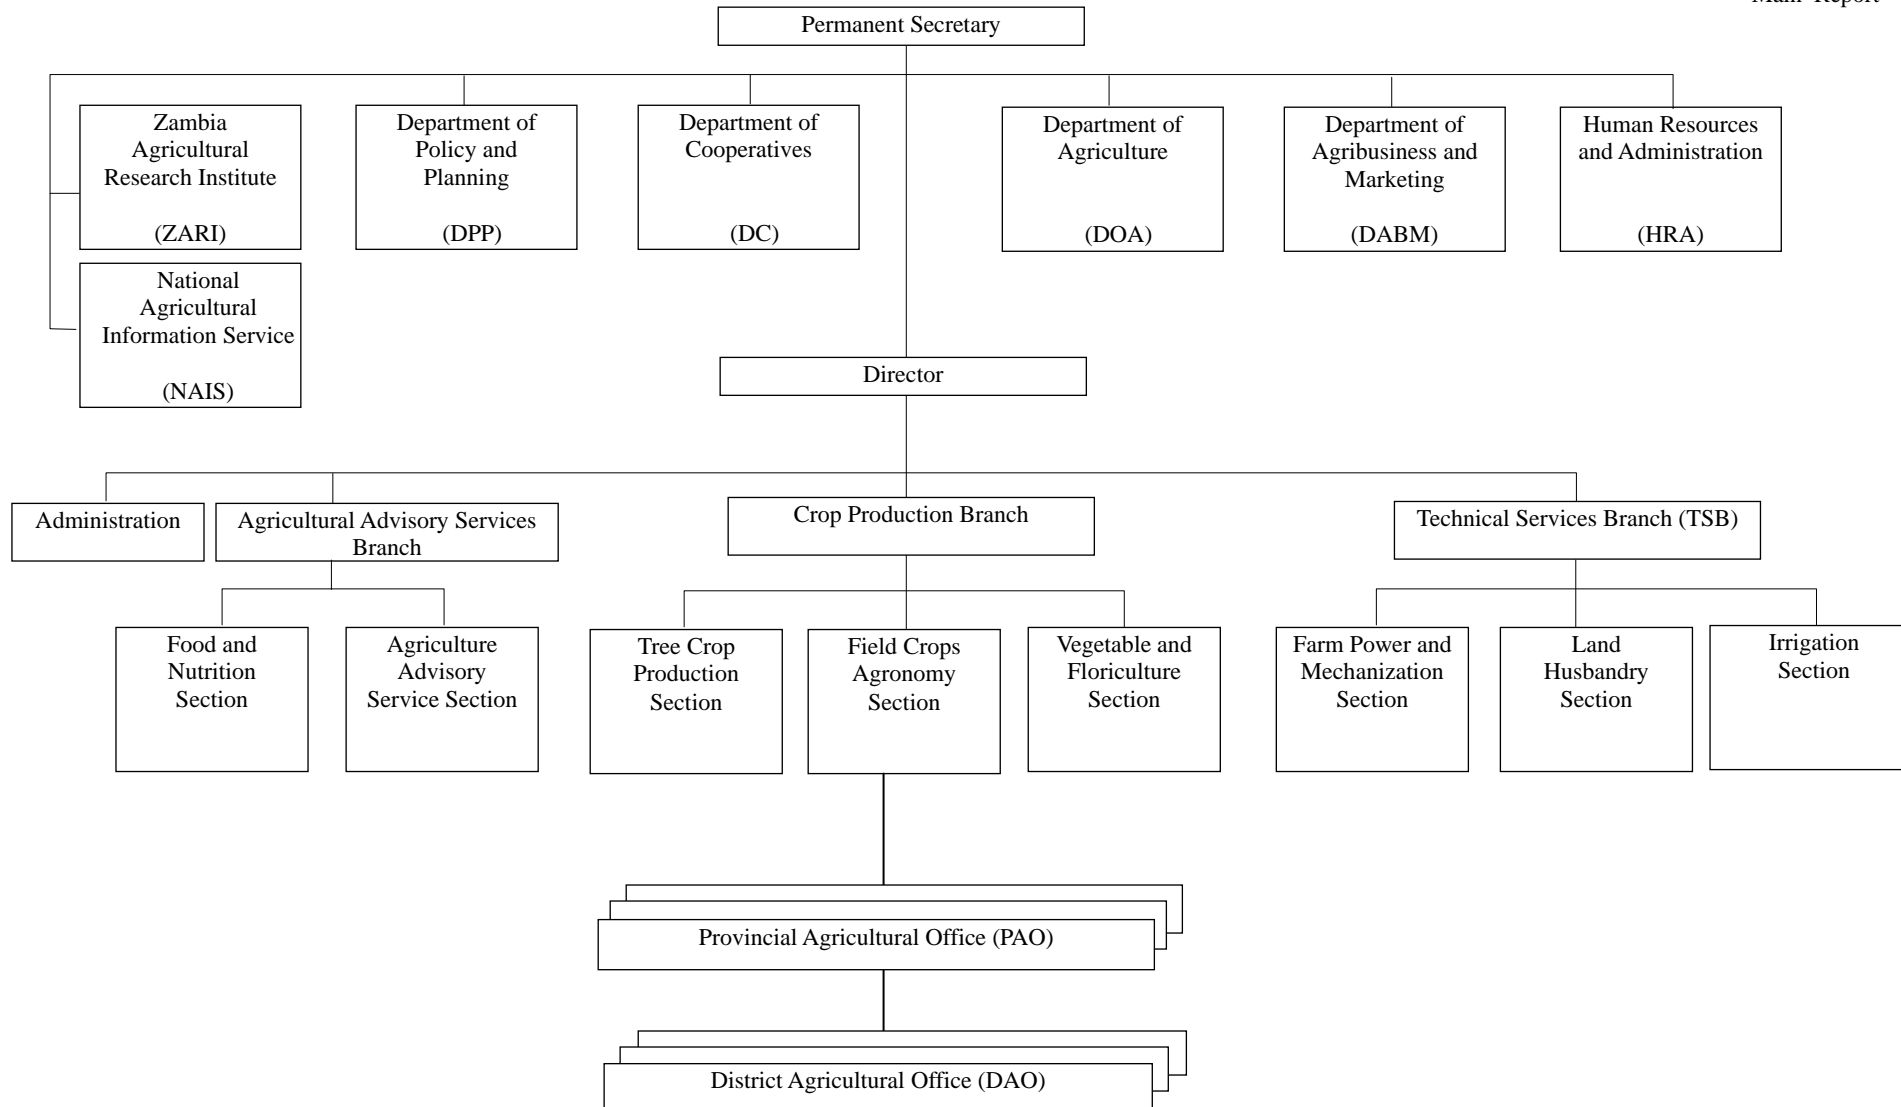 Main Report
Permanent Secretary
Zambia
Agricultural
Research Institute
(ZARI)
Department of
Policy and
Planning
(DPP)
Department of
Cooperatives
(DC)
Department of
Agriculture
(DOA)
Department of
Agribusiness and
Marketing
(DABM)
Human Resources
and Administration
(HRA)
National
Agricultural
Information Service
(NAIS)
Director
Administration
Agricultural Advisory Services
Branch
Crop Production Branch
Technical Services Branch (TSB)
Food and
Nutrition
Section
Agriculture
Advisory
Service Section
Tree Crop
Production
Section
Field Crops
Agronomy
Section
Vegetable and
Floriculture
Section
Farm Power and
Mechanization
Section
Land
Husbandry
Section
Irrigation
Section
Provincial Agricultural Office (PAO)
District Agricultural Office (DAO)